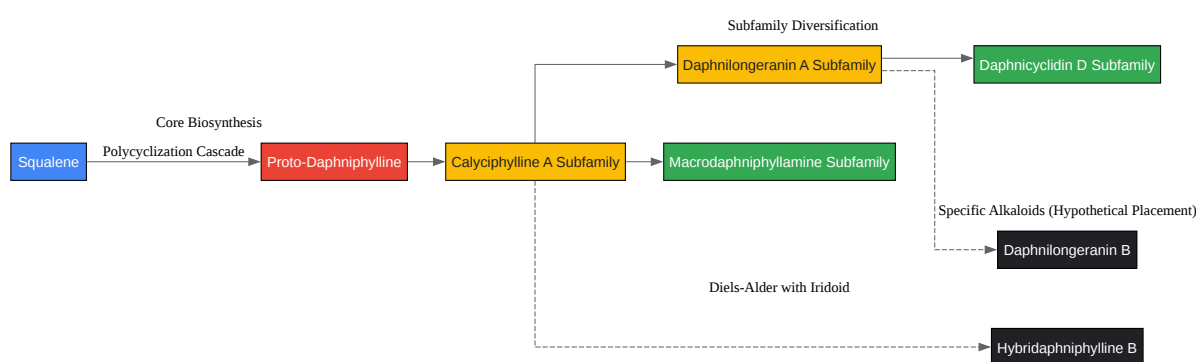 Subfamily Diversification
Daphnilongeranin A Subfamily
Daphnicyclidin D Subfamily
Core Biosynthesis
Polycyclization Cascade
Squalene
Proto-Daphniphylline
Calyciphylline A Subfamily
Macrodaphniphyllamine Subfamily
Specific Alkaloids (Hypothetical Placement)
Daphnilongeranin B
Diels-Alder with Iridoid
Hybridaphniphylline B